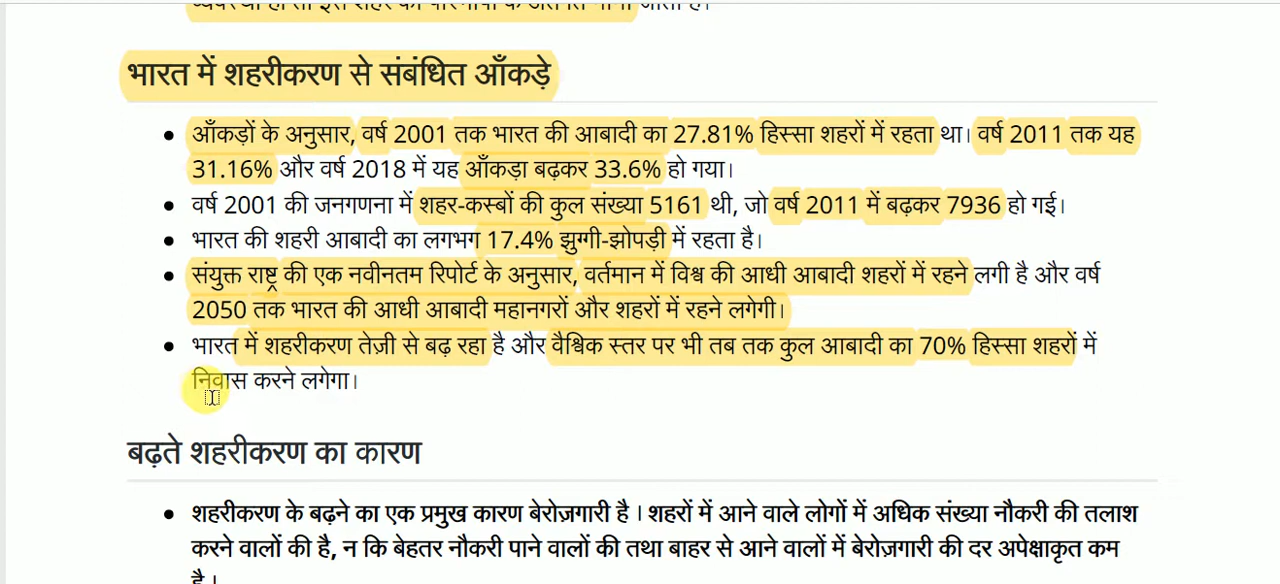 भारत में शहरीकरण से संबंधित आँकड़े
आँकड़ों के अनुसार, वर्ष 2001 तक भारत की आबादी का 27.81% हिस्सा शहरों में रहता था। वर्ष 2011 तक यह
31.16% और वर्ष 2018 में यह आँकड़ा बढ़कर 33.6% हो गया।
वर्ष 2001 की जनगणना में शहर-कस्बों की कुल संख्या 5161 थी, जो वर्ष 2011 में बढ़कर 7936 हो गई।
भारत की शहरी आबादी का लगभग 17.4% झुग्गी-झोपड़ी में रहता है।
संयुक्त राष्ट्र की एक नवीनतम रिपोर्ट के अनुसार, वर्तमान में विश्व की आधी आबादी शहरों में रहने लगी है और वर्ष
2050 तक भारत की आधी आबादी महानगरों और शहरों में रहने लगेगी।
भारत में शहरीकरण तेज़ी से बढ़ रहा है और वैश्विक स्तर पर भी तब तक कुल आबादी का 70% हिस्सा शहरों में
निवास करने लगेगा।
बढ़ते शहरीकरण का कारण
शहरीकरण के बढ़ने का एक प्रमुख कारण बेरोज़गारी है । शहरों में आने वाले लोगों में अधिक संख्या नौकरी की तलाश
करने वालों की है, न कि बेहतर नौकरी पाने वालों की तथा बाहर से आने वालों में बेरोज़गारी की दर अपेक्षाकृत कम
है ।